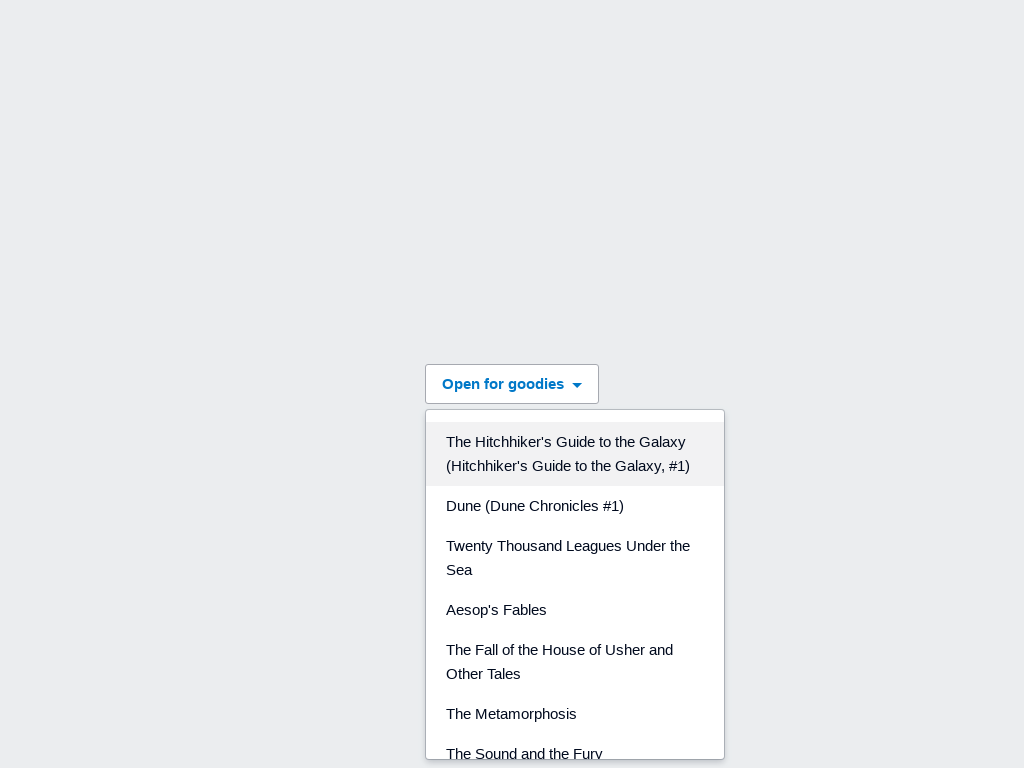 Open for goodies
The Hitchhiker's Guide to the Galaxy
(Hitchhiker's Guide to the Galaxy, #1)
Dune (Dune Chronicles #1)
Twenty Thousand Leagues Under the
Sea
Aesop's Fables
The Fall of the House of Usher and
Other Tales
The Metamorphosis
The Sound and the Fury